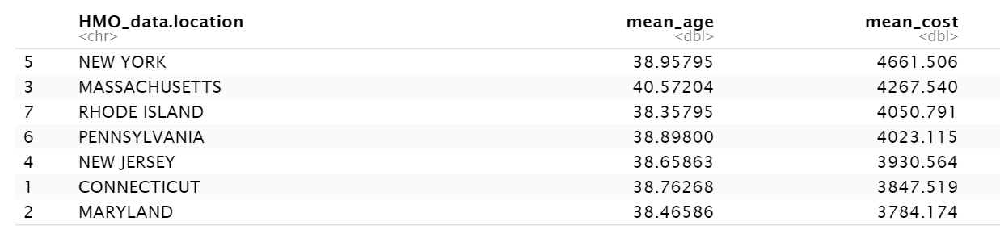 HMO_data.location mean_age mean_cost
<chr> <dbl> <dbl>
5 NEW YORK 38.95795 4661.506
3 MASSACHUSETTS 40.57204 4267.540
7 RHODE ISLAND 38.35795 4050.791
6 PENNSYLVANIA 38.89800 4023.115
4 NEW JERSEY 38.65863 3930.564
1 CONNECTICUT 38.76268 3847.519
2 MARYLAND 38.46586 3784.174